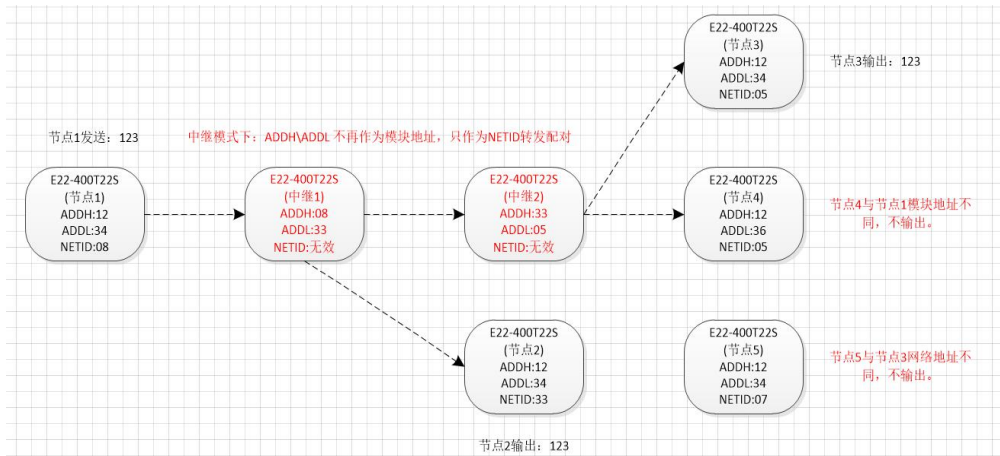 E22-400T22S
(节点3)
ADDH:12
ADDL:34
NETID:05
节点3输出：123
节点1发送：123
中继模式下：ADDH\ADDL 不再作为模块地址，只作为NETID转发配对
E22-400T22S
(节点1)
ADDH:12
ADDL:34
NETID:08
E22-400T22S
(中继1)
ADDH:08
ADDL:33
NETID:无效
E22-400T22S
(中继2)
ADDH:33
ADDL:05
NETID:无效
E22-400T22S
(节点4)
ADDH:12
ADDL:36
NETID:05
节点4与节点1模块地址不
同，不输出。
E22-400T22S
(节点2)
ADDH:12
ADDL:34
NETID:33
E22-400T22S
(节点5)
ADDH:12
ADDL:34
NETID:07
节点5与节点3网络地址不
同，不输出。
节点2输出：123